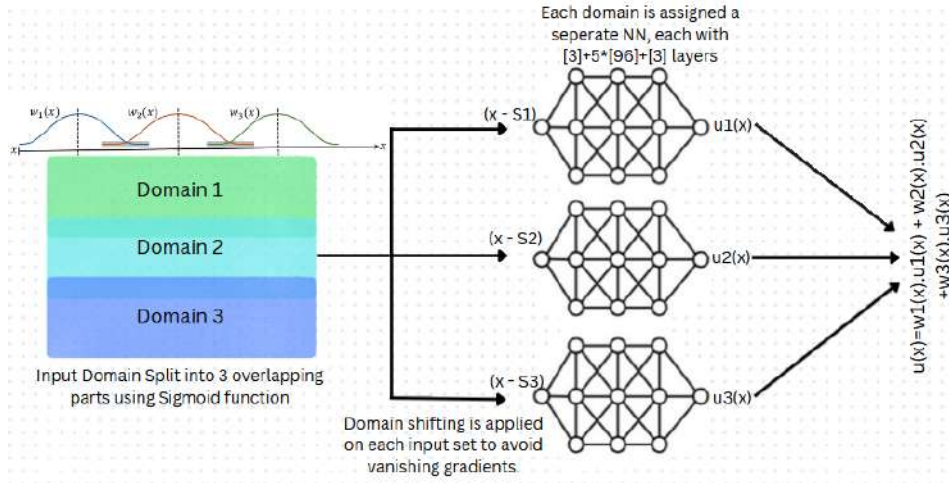 Each domain is assigned a
seperate NN, each with
[3]+5*[96]+[3] layers
w₁(x)
w₂(x)
w₃(x)
x
x
Domain 1
Domain 2
Domain 3
Input Domain Split into 3 overlapping
parts using Sigmoid function
(x - S1)
u1(x)
(x - S2)
u2(x)
(x - S3)
u3(x)
Domain shifting is applied
on each input set to avoid
vanishing gradients.
u(x)=w1(x).u1(x) + w2(x).u2(x)
+w3(x).u3(x)